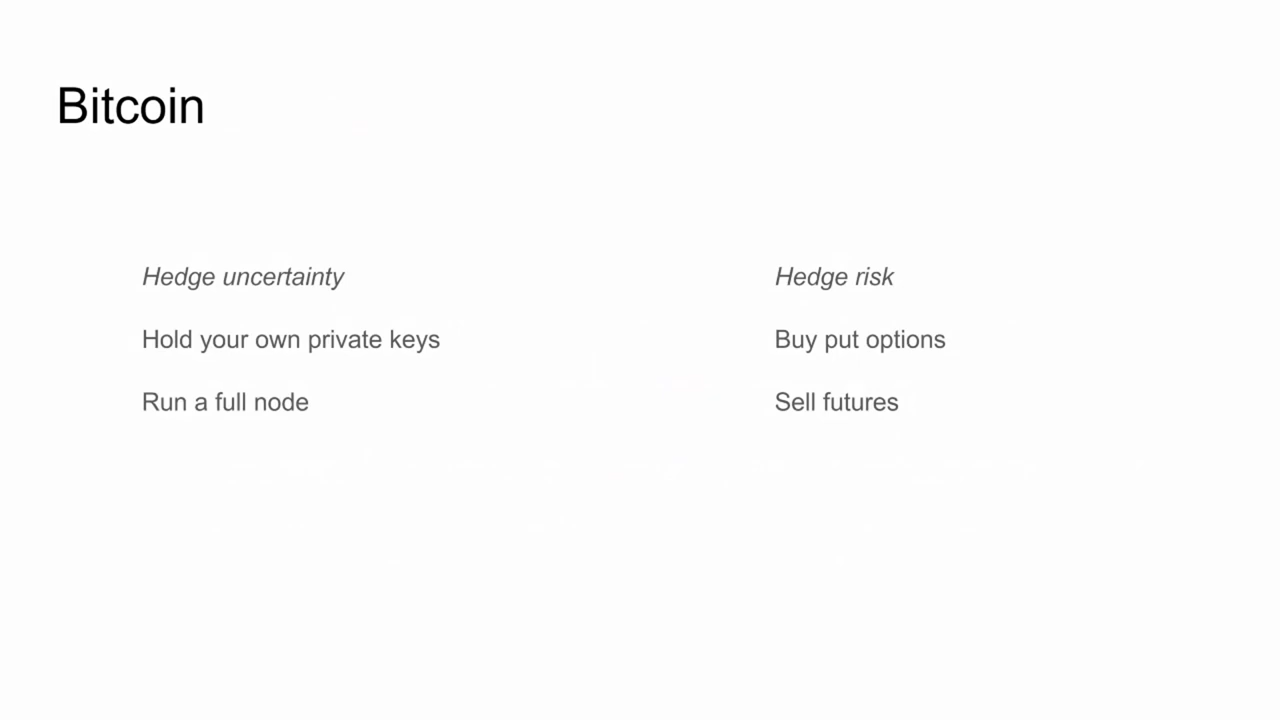 Bitcoin
Hedge uncertainty
Hold your own private keys
Run a full node
Hedge risk
Buy put options
Sell futures